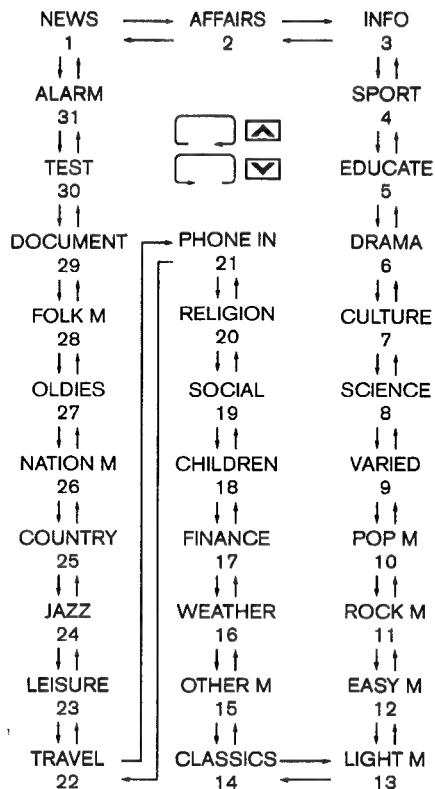 NEWS AFFAIRS INFO
1 2 3
ALARM SPORT
31 4
TEST EDUCATE
30 5
DOCUMENT PHONE IN DRAMA
29 21 6
FOLK M RELIGION CULTURE
28 20 7
OLDIES SOCIAL SCIENCE
27 19 8
NATION M CHILDREN VARIED
26 18 9
COUNTRY FINANCE POP M
25 17 10
JAZZ WEATHER ROCK M
24 16 11
LEISURE OTHER M EASY M
23 15 12
TRAVEL CLASSICS LIGHT M
22 14 13